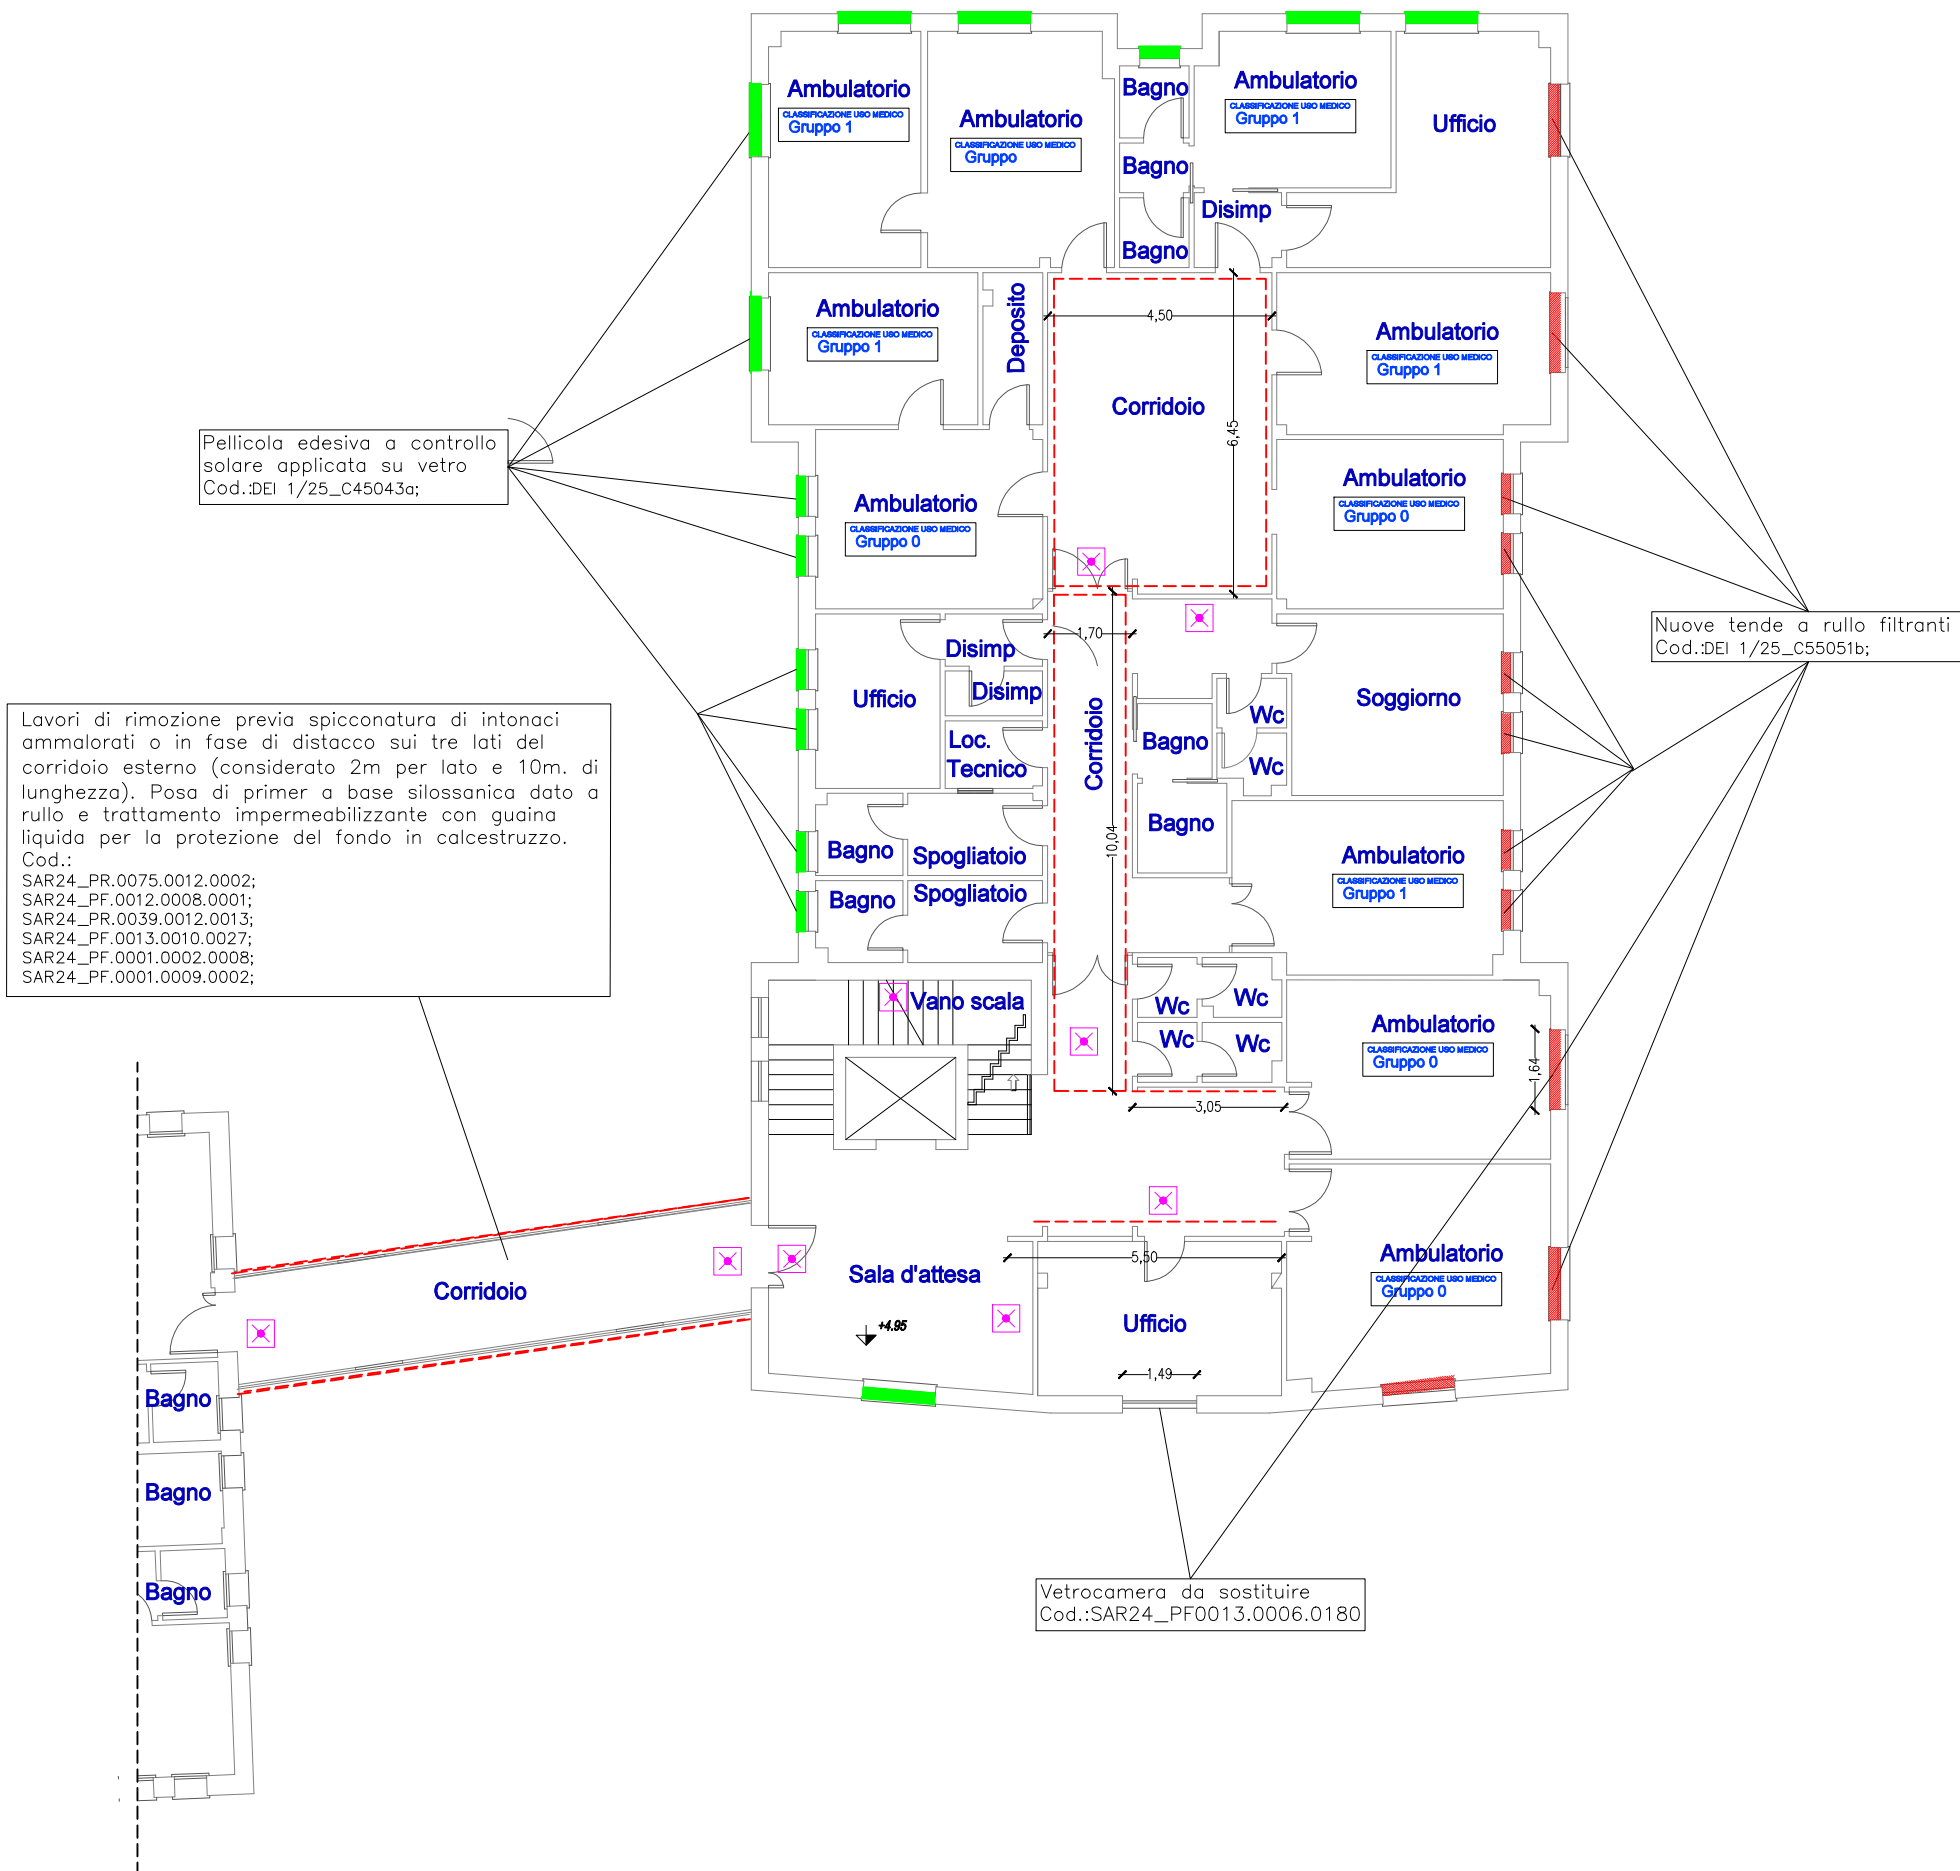 Ambulatorio
CLASSIFICAZIONE USO MEDICO
Gruppo 1
Ambulatorio
CLASSIFICAZIONE USO MEDICO
Gruppo
Bagno
Bagno
Bagno
Ambulatorio
CLASSIFICAZIONE USO MEDICO
Gruppo 1
Ufficio
Disimp
Ambulatorio
CLASSIFICAZIONE USO MEDICO
Gruppo 1
Deposito
4,50
6,45
Corridoio
Ambulatorio
CLASSIFICAZIONE USO MEDICO
Gruppo 1
Pellicola edesiva a controllo
solare applicata su vetro
Cod.:DEI 1/25_C45043a;
Ambulatorio
CLASSIFICAZIONE USO MEDICO
Gruppo 0
Ambulatorio
CLASSIFICAZIONE USO MEDICO
Gruppo 0
Nuove tende a rullo filtranti
Cod.:DEI 1/25_C55051b;
1,70
Disimp
Disimp
Ufficio
Loc.
Tecnico
Corridoio
10,04
Bagno
Wc
Wc
Soggiorno
Bagno
Lavori di rimozione previa spicconatura di intonaci
ammalorati o in fase di distacco sui tre lati del
corridoio esterno (considerato 2m per lato e 10m. di
lunghezza). Posa di primer a base silossanica dato a
rullo e trattamento impermeabilizzante con guaina
liquida per la protezione del fondo in calcestruzzo.
Cod.:
SAR24_PR.0075.0012.0002;
SAR24_PF.0012.0008.0001;
SAR24_PR.0039.0012.0013;
SAR24_PF.0013.0010.0027;
SAR24_PF.0001.0002.0008;
SAR24_PF.0001.0009.0002;
Bagno
Spogliatoio
Bagno
Spogliatoio
Ambulatorio
CLASSIFICAZIONE USO MEDICO
Gruppo 1
Vano scala
Wc
Wc
Wc
Wc
Ambulatorio
CLASSIFICAZIONE USO MEDICO
Gruppo 0
1,64
3,05
Corridoio
Sala d'attesa
+4.95
5,50
Ufficio
1,49
Ambulatorio
CLASSIFICAZIONE USO MEDICO
Gruppo 0
Bagno
Bagno
Bagno
Vetrocamera da sostituire
Cod.:SAR24_PF0013.0006.0180